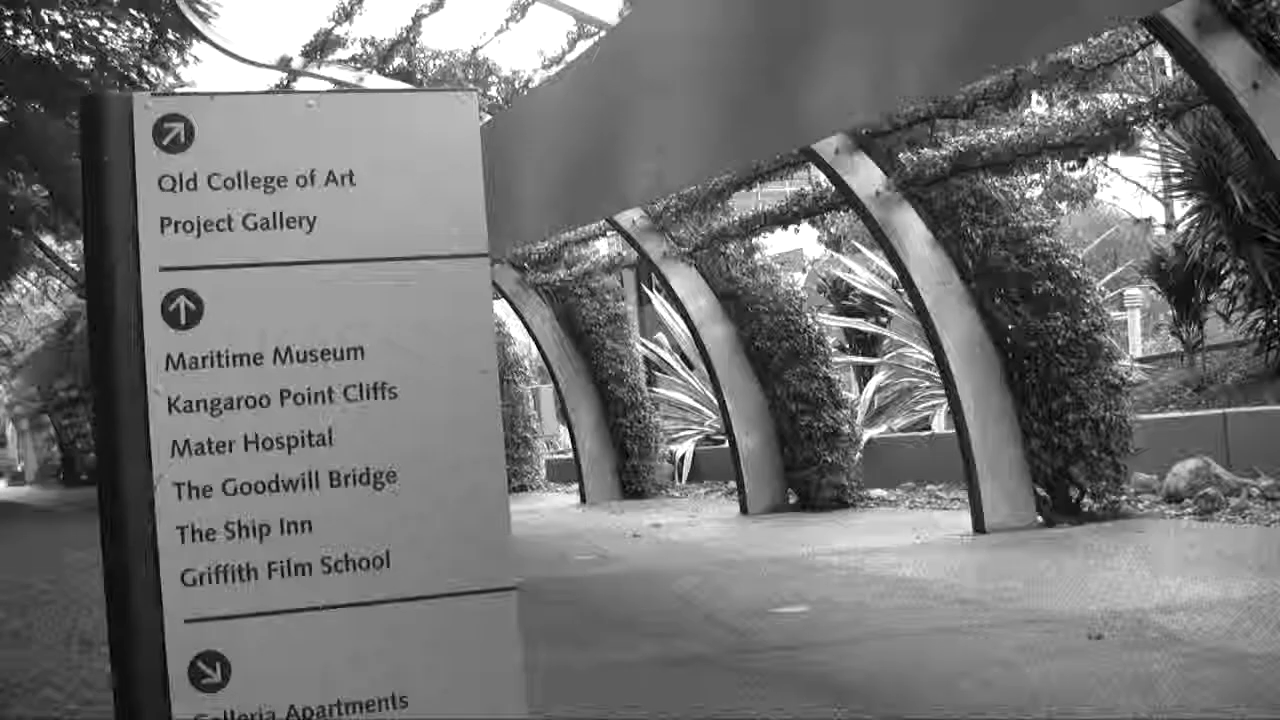 Qld College of Art
Project Gallery
Maritime Museum
Kangaroo Point Cliffs
Mater Hospital
The Goodwill Bridge
The Ship Inn
Griffith Film School
Galleria Apartments